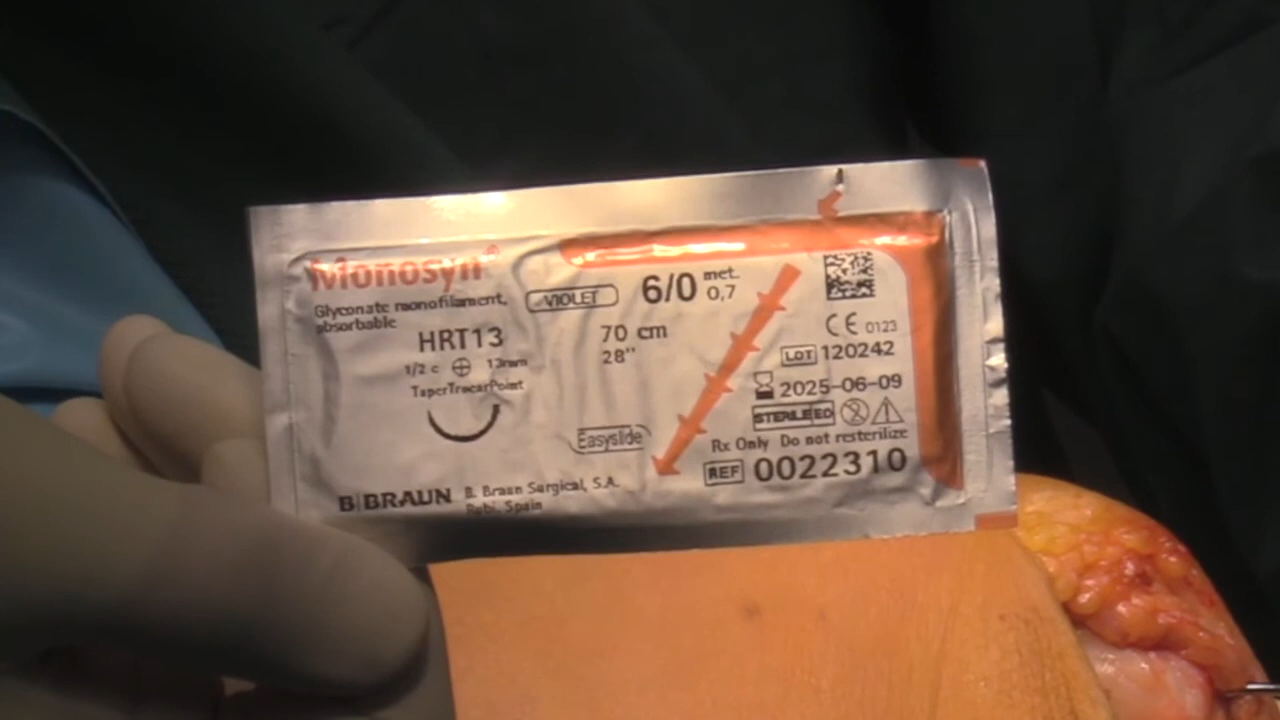 Monosyn®
Glyconate monofilament,
absorbable
HRT13
1/2 c 13mm
TaperTrocarPoint
VIOLET
6/0 met. 0,7
70 cm
28"
Easyslide
CE 0123
LOT 120242
2025-06-09
STERILE EO
Rx Only Do not resterilize
REF 0022310
B|BRAUN B. Braun Surgical, S.A.
Rubi, Spain